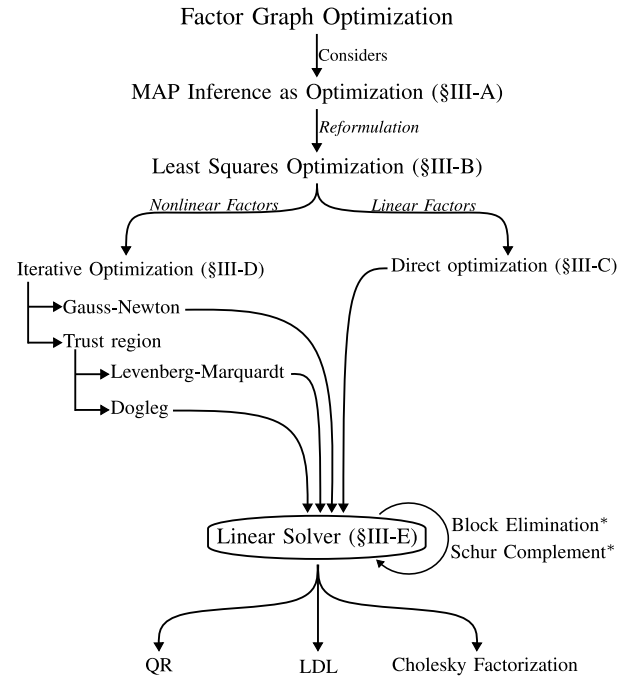 Factor Graph Optimization
Considers
MAP Inference as Optimization (§III-A)
Reformulation
Least Squares Optimization (§III-B)
Nonlinear Factors
Linear Factors
Iterative Optimization (§III-D)
Direct optimization (§III-C)
Gauss-Newton
Trust region
Levenberg-Marquardt
Dogleg
Linear Solver (§III-E)
Block Elimination*
Schur Complement*
QR
LDL
Cholesky Factorization